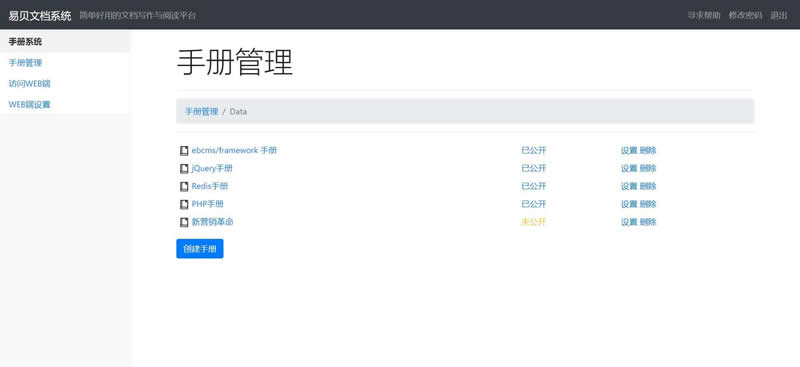 易贝文档系统 简单好用的文档写作与阅读平台 寻求帮助 修改密码 退出
手册系统
手册管理
访问WEB端
WEB端设置
手册管理
手册管理 / Data
ebcms/framework 手册 已公开 设置 删除
jQuery手册 已公开 设置 删除
Redis手册 已公开 设置 删除
PHP手册 已公开 设置 删除
新营销革命 未公开 设置 删除
创建手册